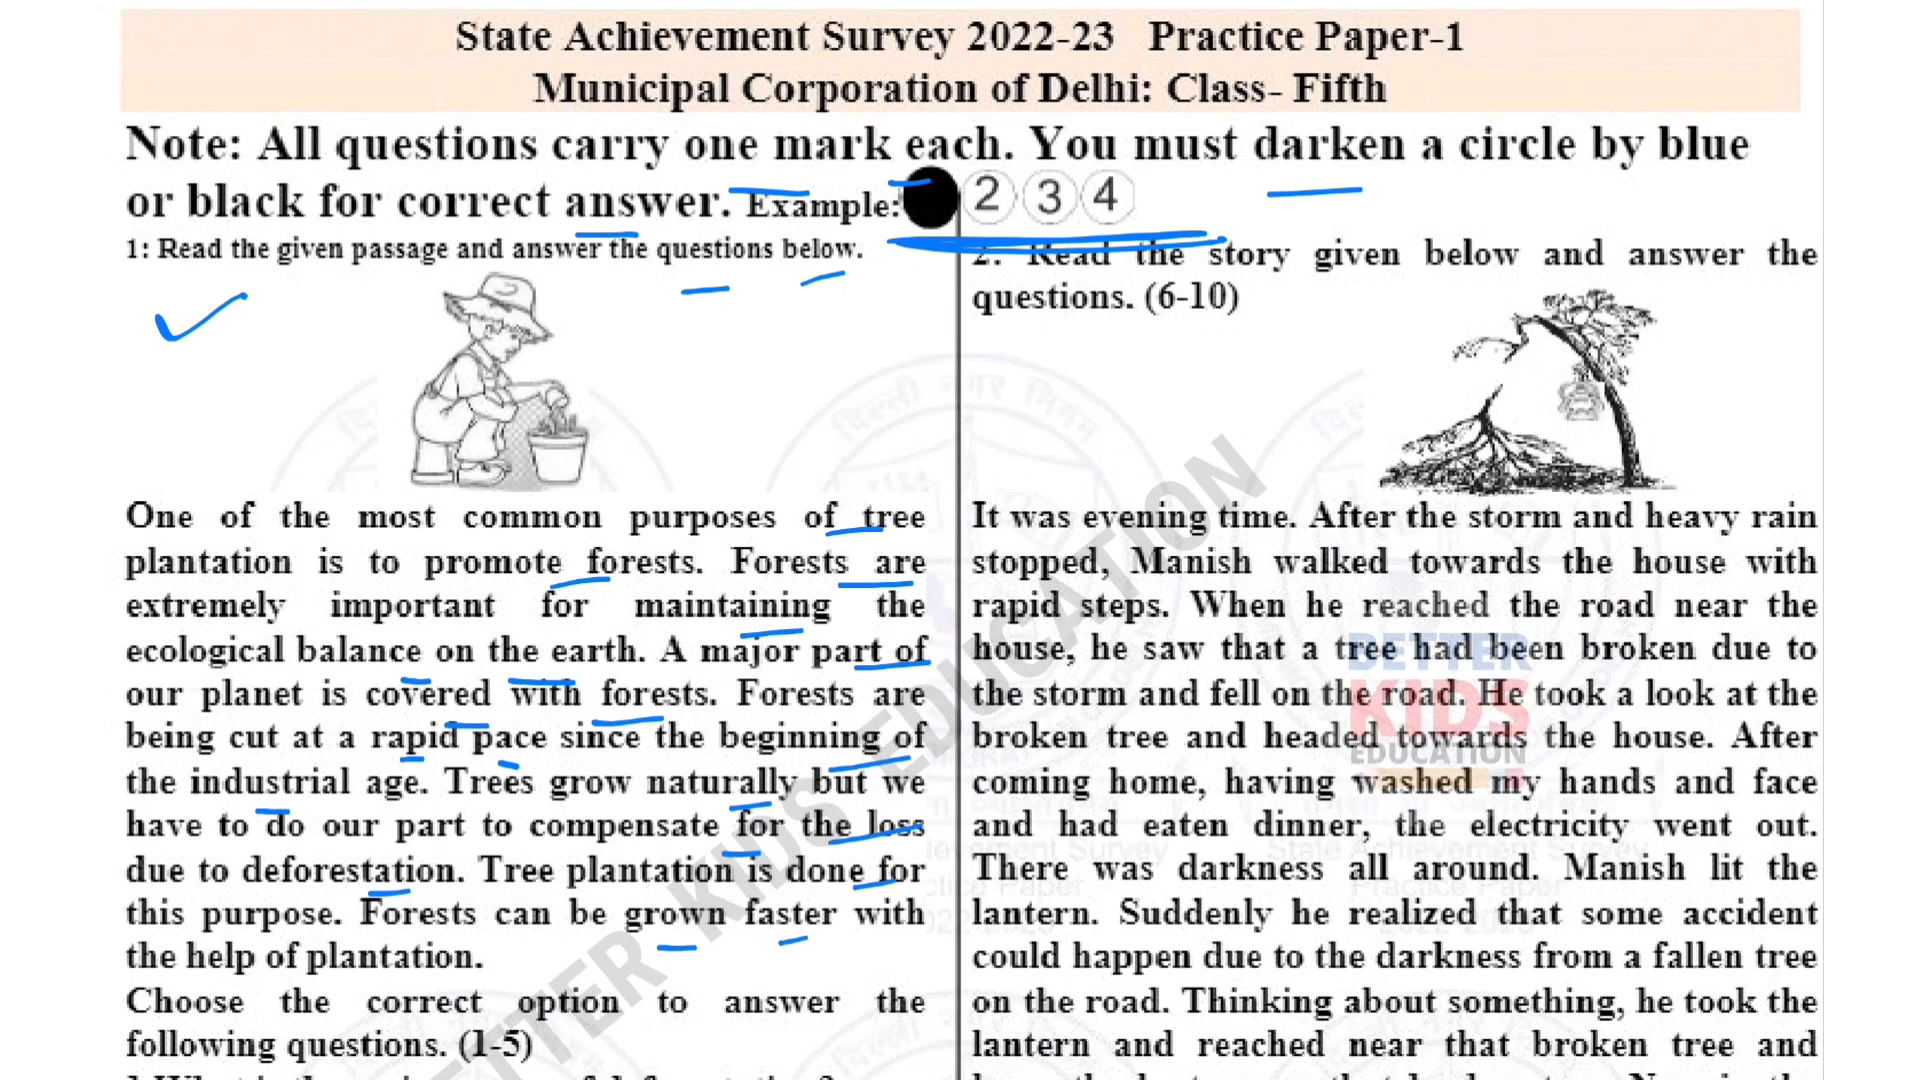 State Achievement Survey 2022-23 Practice Paper-1
Municipal Corporation of Delhi: Class- Fifth
Note: All questions carry one mark each. You must darken a circle by blue
or black for correct answer. Example: 2 3 4
1: Read the given passage and answer the questions below.
One of the most common purposes of tree
plantation is to promote forests. Forests are
extremely important for maintaining the
ecological balance on the earth. A major part of
our planet is covered with forests. Forests are
being cut at a rapid pace since the beginning of
the industrial age. Trees grow naturally but we
have to do our part to compensate for the loss
due to deforestation. Tree plantation is done for
this purpose. Forests can be grown faster with
the help of plantation.
Choose the correct option to answer the
following questions. (1-5)
2. Read the story given below and answer the
questions. (6-10)
It was evening time. After the storm and heavy rain
stopped, Manish walked towards the house with
rapid steps. When he reached the road near the
house, he saw that a tree had been broken due to
the storm and fell on the road. He took a look at the
broken tree and headed towards the house. After
coming home, having washed my hands and face
and had eaten dinner, the electricity went out.
There was darkness all around. Manish lit the
lantern. Suddenly he realized that some accident
could happen due to the darkness from a fallen tree
on the road. Thinking about something, he took the
lantern and reached near that broken tree and
BETTER KIDS EDUCATION
BETTER
KIDS
EDUCATION
दिल्ली नगर निगम
State Achievement Survey
Practice Paper
2022-2023